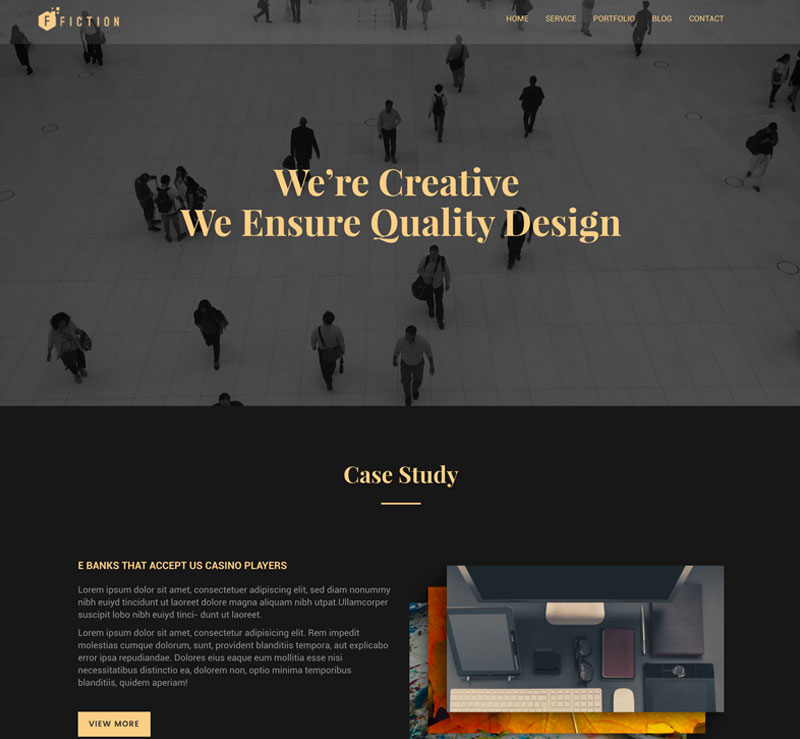 F FICTION
HOME SERVICE PORTFOLIO BLOG CONTACT
We're Creative
We Ensure Quality Design
Case Study
E BANKS THAT ACCEPT US CASINO PLAYERS
Lorem ipsum dolor sit amet, consectetuer adipiscing elit, sed diam nonummy
nibh euiyd tincidunt ut laoreet dolore magna aliquam nibh utpat.Ullamcorper
suscipit lobo nibh euiyd tinci- dunt ut laoreet.
Lorem ipsum dolor sit amet, consectetur adipisicing elit. Rem impedit
molestias cumque dolorum, sunt, provident blanditiis tempora, aut explicabo
error ipsa repudiandae. Dolores eius eaque eum mollitia esse nisi
necessitatibus distinctio ea, dolorem non, optio minima temporibus
blanditiis, quidem aperiam!
VIEW MORE